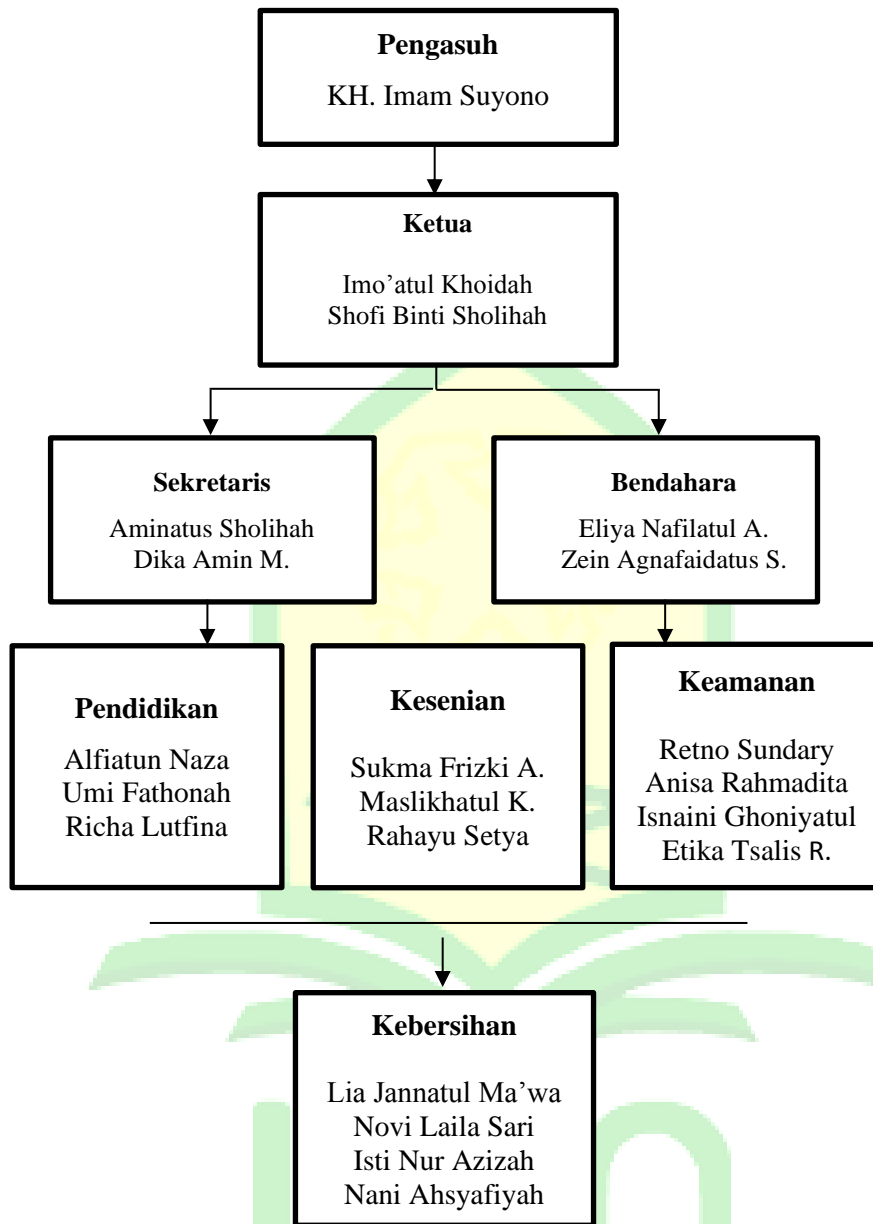 Pengasuh
KH. Imam Suyono
Ketua
Imo’atul Khoidah
Shofi Binti Sholihah
Sekretaris
Aminatus Sholihah
Dika Amin M.
Bendahara
Eliya Nafilatul A.
Zein Agnafaidatus S.
Pendidikan
Alfiatun Naza
Umi Fathonah
Richa Lutfina
Kesenian
Sukma Frizki A.
Maslikhatul K.
Rahayu Setya
Keamanan
Retno Sundary
Anisa Rahmadita
Isnaini Ghoniyatul
Etika Tsalis R.
Kebersihan
Lia Jannatul Ma’wa
Novi Laila Sari
Isti Nur Azizah
Nani Ahsyafiyah